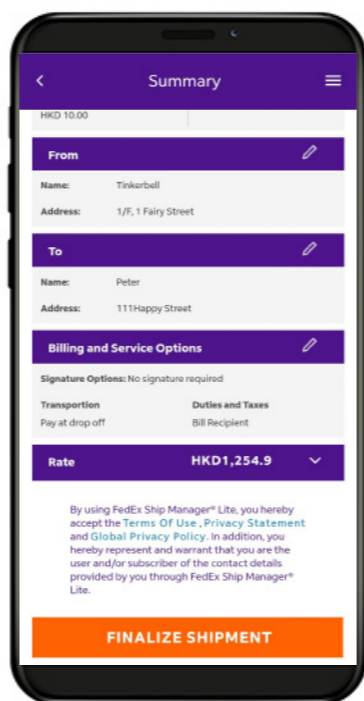 Summary
HKD 10.00
From
Name: Tinkerbell
Address: 1/F, 1 Fairy Street
To
Name: Peter
Address: 111Happy Street
Billing and Service Options
Signature Options: No signature required
Transportion Duties and Taxes
Pay at drop off Bill Recipient
Rate HKD1,254.9
By using FedEx Ship Manager® Lite, you hereby
accept the Terms Of Use , Privacy Statement
and Global Privacy Policy. In addition, you
hereby represent and warrant that you are the
user and/or subscriber of the contact details
provided by you through FedEx Ship Manager®
Lite.
FINALIZE SHIPMENT